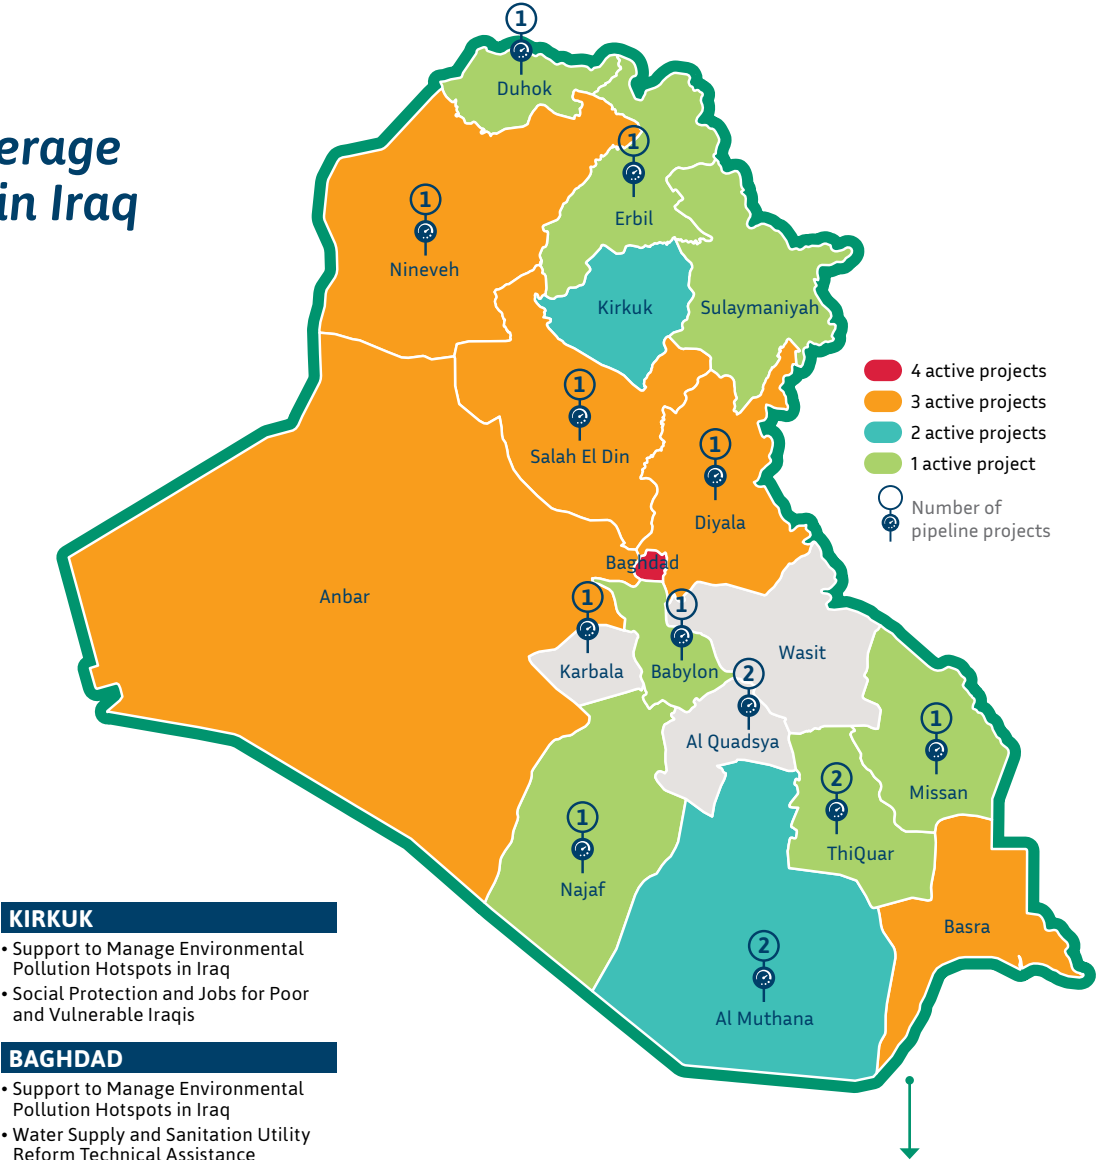 erage
in Iraq
1
Duhok
1
Erbil
1
Nineveh
Kirkuk
Sulaymaniyah
4 active projects
3 active projects
2 active projects
1 active project
Number of
pipeline projects
1
Salah El Din
1
Diyala
Baghdad
Anbar
1
Karbala
1
Babylon
Wasit
2
Al Quadsya
1
Missan
2
ThiQuar
1
Najaf
Basra
2
Al Muthana
KIRKUK
• Support to Manage Environmental
Pollution Hotspots in Iraq
• Social Protection and Jobs for Poor
and Vulnerable Iraqis
BAGHDAD
• Support to Manage Environmental
Pollution Hotspots in Iraq
• Water Supply and Sanitation Utility
Reform Technical Assistance